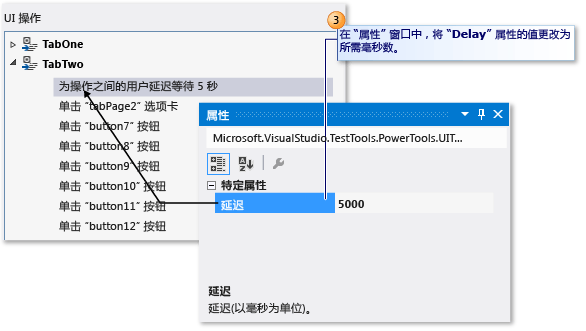 UI 操作
TabOne
TabTwo
为操作之间的用户延迟等待 5 秒
单击 “tabPage2” 选项卡
单击 “button7” 按钮
单击 “button8” 按钮
单击 “button9” 按钮
单击 “button10” 按钮
单击 “button11” 按钮
单击 “button12” 按钮
3
在 “属性” 窗口中，将 “Delay” 属性的值更改为
所需毫秒数。
属性
Microsoft.VisualStudio.TestTools.PowerTools.UIT...
特定属性
延迟 5000
延迟
延迟(以毫秒为单位)。